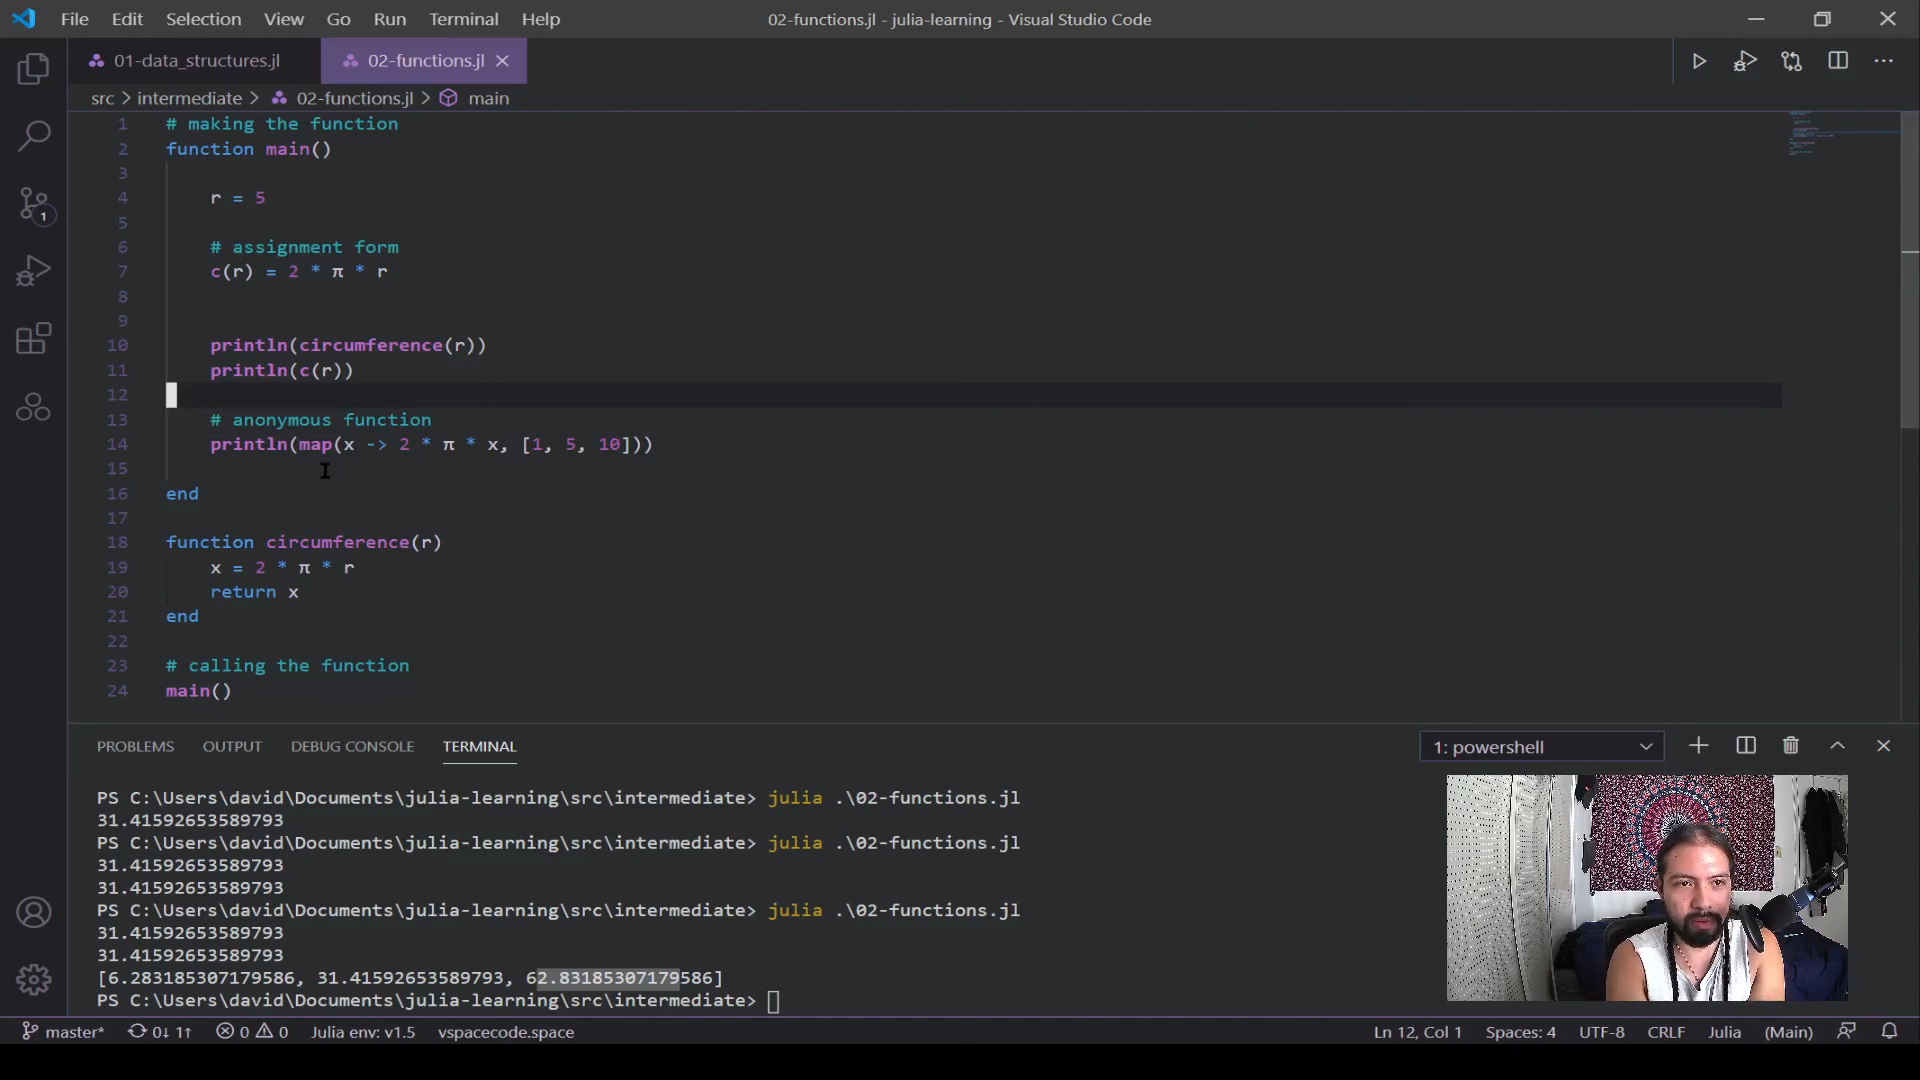 File Edit Selection View Go Run Terminal Help
02-functions.jl - julia-learning - Visual Studio Code
01-data_structures.jl
02-functions.jl
src > intermediate > 02-functions.jl > main
1 # making the function
2 function main()
3
4 r = 5
5
6 # assignment form
7 c(r) = 2 * π * r
8
9
10 println(circumference(r))
11 println(c(r))
12
13 # anonymous function
14 println(map(x -> 2 * π * x, [1, 5, 10]))
15
16 end
17
18 function circumference(r)
19 x = 2 * π * r
20 return x
21 end
22
23 # calling the function
24 main()
1
PROBLEMS OUTPUT DEBUG CONSOLE TERMINAL
1: powershell
PS C:\Users\david\Documents\julia-learning\src\intermediate> julia .\02-functions.jl
31.41592653589793
PS C:\Users\david\Documents\julia-learning\src\intermediate> julia .\02-functions.jl
31.41592653589793
31.41592653589793
PS C:\Users\david\Documents\julia-learning\src\intermediate> julia .\02-functions.jl
31.41592653589793
31.41592653589793
[6.283185307179586, 31.41592653589793, 62.83185307179586]
PS C:\Users\david\Documents\julia-learning\src\intermediate>
master* 0↓ 1↑ 0 0 Julia env: v1.5 vspacecode.space
Ln 12, Col 1 Spaces: 4 UTF-8 CRLF Julia (Main)